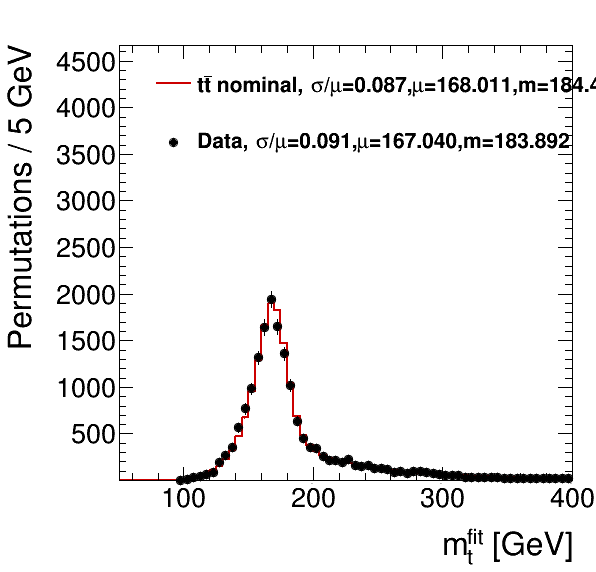 Permutations / 5 GeV
4500
4000
3500
3000
2500
2000
1500
1000
500
tt̄ nominal, σ/μ=0.087,μ=168.011,m=184.4
Data, σ/μ=0.091,μ=167.040,m=183.892
100 200 300 400
m_t^fit [GeV]